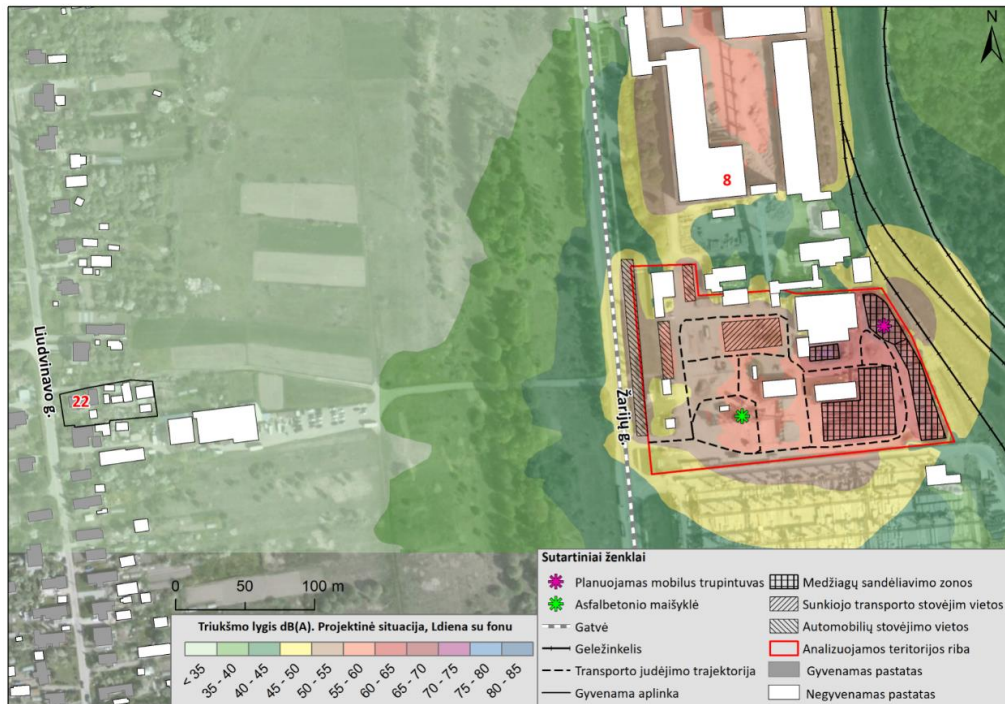 N
8
Liudvinavo g.
22
Žarijų g.
0 50 100 m
Triukšmo lygis dB(A). Projektinė situacija, Ldiena su fonu
< 35
35 - 40
40 - 45
45 - 50
50 - 55
55 - 60
60 - 65
65 - 70
70 - 75
75 - 80
80 - 85
Sutartiniai ženklai
Planuojamas mobilus trupintuvas
Asfalbetonio maišyklė
Gatvė
Geležinkelis
Transporto judėjimo trajektorija
Gyvenama aplinka
Medžiagų sandėliavimo zonos
Sunkiojo transporto stovėjim vietos
Automobilių stovėjimo vietos
Analizuojamos teritorijos riba
Gyvenamas pastatas
Negyvenamas pastatas